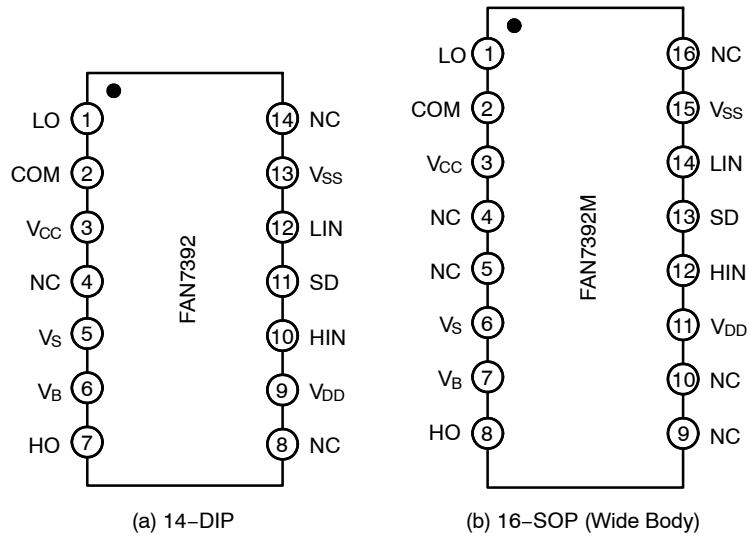 LO 1 14 NC
COM 2 13 VSS
VCC 3 12 LIN
NC 4 11 SD
VS 5 10 HIN
VB 6 9 VDD
HO 7 8 NC
FAN7392
(a) 14−DIP
LO 1 16 NC
COM 2 15 VSS
VCC 3 14 LIN
NC 4 13 SD
NC 5 12 HIN
VS 6 11 VDD
VB 7 10 NC
HO 8 9 NC
FAN7392M
(b) 16−SOP (Wide Body)